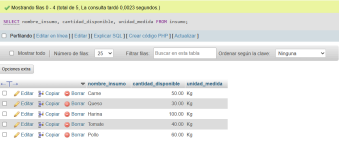 Mostrando filas 0 - 4 (total de 5, La consulta tardó 0,0023 segundos.)
SELECT nombre_insumo, cantidad_disponible, unidad_medida FROM insumo;
Perfilando [ Editar en línea ] [ Editar ] [ Explicar SQL ] [ Crear código PHP ] [ Actualizar ]
Mostrar todo Número de filas: 25 Filtrar filas: Buscar en esta tabla Ordenar según la clave: Ninguna
Opciones extra
nombre_insumo cantidad_disponible unidad_medida
Editar Copiar Borrar Carne 50.00 Kg
Editar Copiar Borrar Queso 30.00 Kg
Editar Copiar Borrar Harina 100.00 Kg
Editar Copiar Borrar Tomate 40.00 Kg
Editar Copiar Borrar Pollo 60.00 Kg